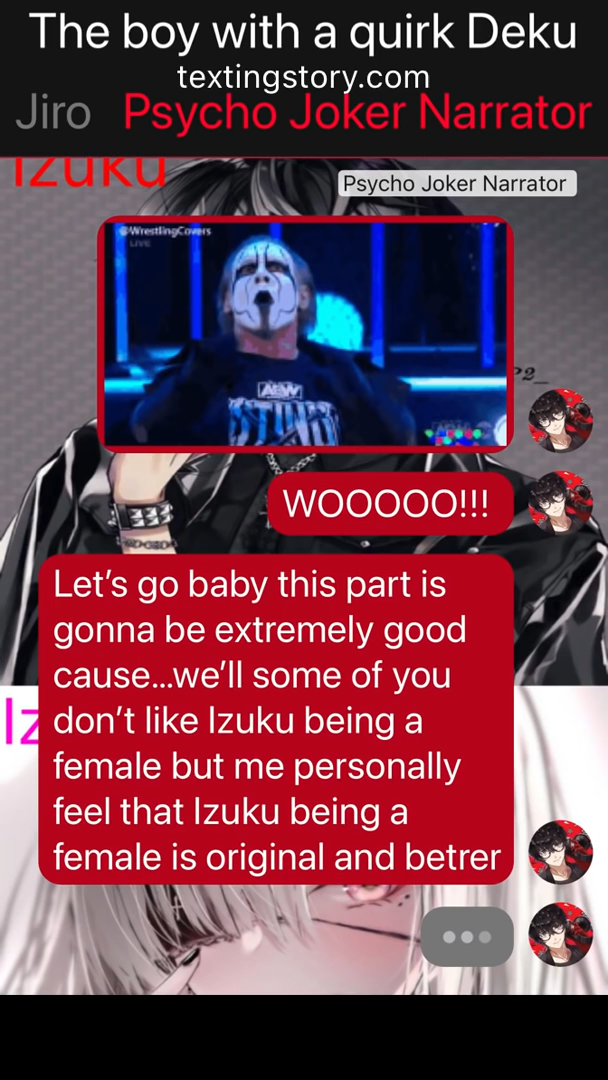 The boy with a quirk Deku
textingstory.com
Jiro Psycho Joker Narrator
Izuku
Psycho Joker Narrator
@WrestlingCovers
LIVE
AEW
STING
WOOOOO!!!
Let's go baby this part is
gonna be extremely good
cause...we'll some of you
don't like Izuku being a
female but me personally
feel that Izuku being a
female is original and betrer
Iz